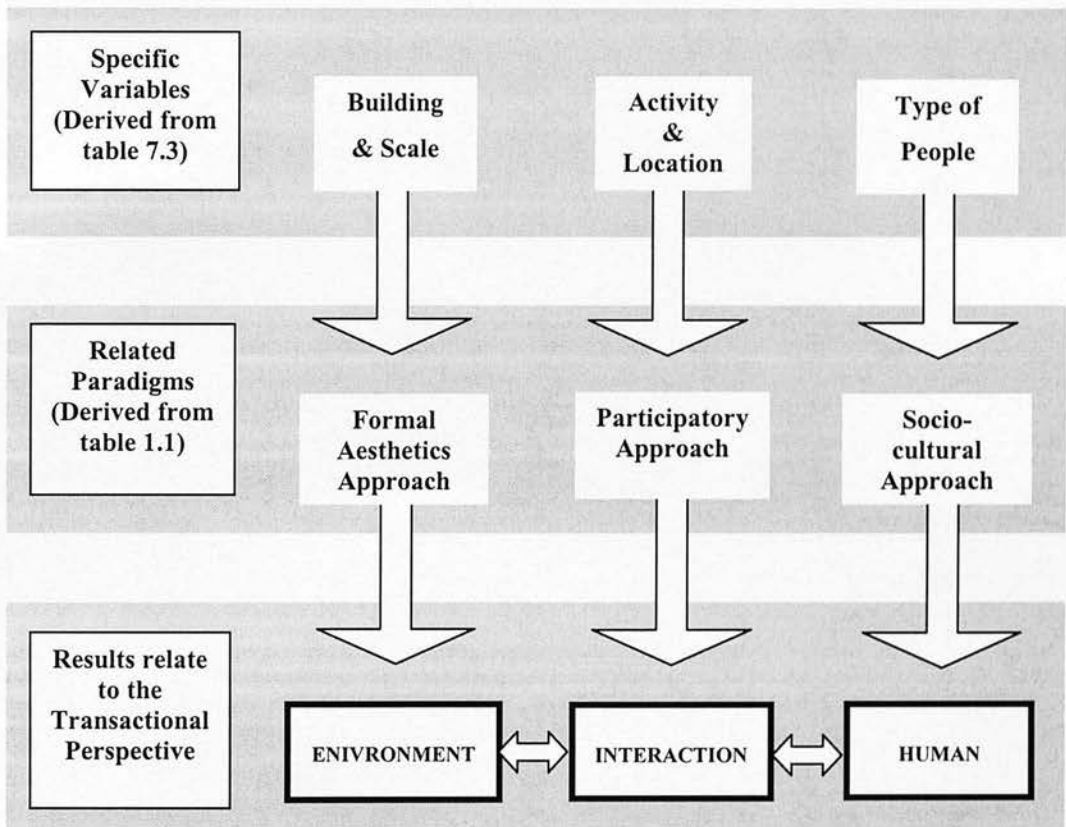 Specific
Variables
(Derived from
table 7.3)
Building
& Scale
Activity
&
Location
Type of
People
Related
Paradigms
(Derived from
table 1.1)
Formal
Aesthetics
Approach
Participatory
Approach
Socio-
cultural
Approach
Results relate
to the
Transactional
Perspective
ENIVRONMENT
INTERACTION
HUMAN